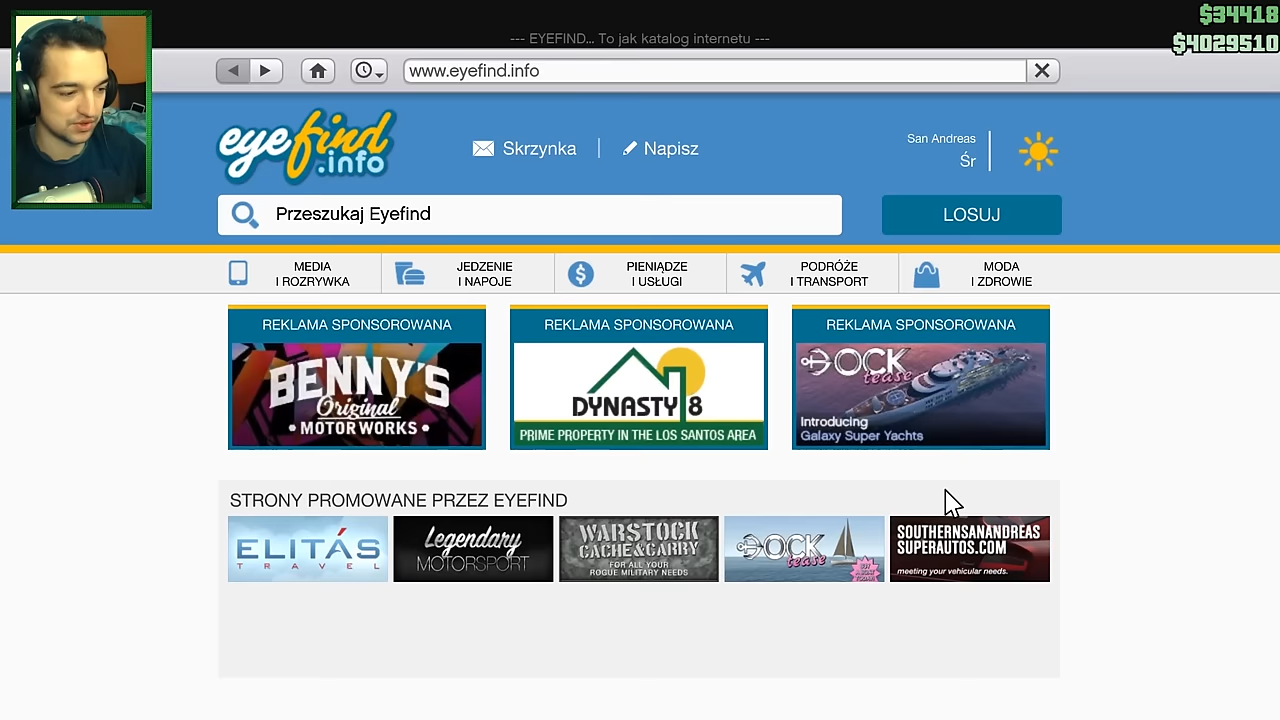 $34418
--- EYEFIND... To jak katalog internetu ---
$4029510
www.eyefind.info
eyefind
.info
Skrzynka
Napisz
San Andreas
Śr
Przeszukaj Eyefind
LOSUJ
MEDIA
I ROZRYWKA
JEDZENIE
I NAPOJE
PIENIĄDZE
I USŁUGI
PODRÓŻE
I TRANSPORT
MODA
I ZDROWIE
REKLAMA SPONSOROWANA
BENNY'S
Original
•MOTOR WORKS•
REKLAMA SPONSOROWANA
DYNASTY 8
PRIME PROPERTY IN THE LOS SANTOS AREA
REKLAMA SPONSOROWANA
DOCK
tease
Introducing
Galaxy Super Yachts
STRONY PROMOWANE PRZEZ EYEFIND
ELITÁS
TRAVEL
Legendary
MOTORSPORT
WARSTOCK
CACHE&CARRY
FOR ALL YOUR
ROGUE MILITARY NEEDS
DOCK
tease
SOUTHERNSANANDREAS
SUPERAUTOS.COM
meeting your vehicular needs.